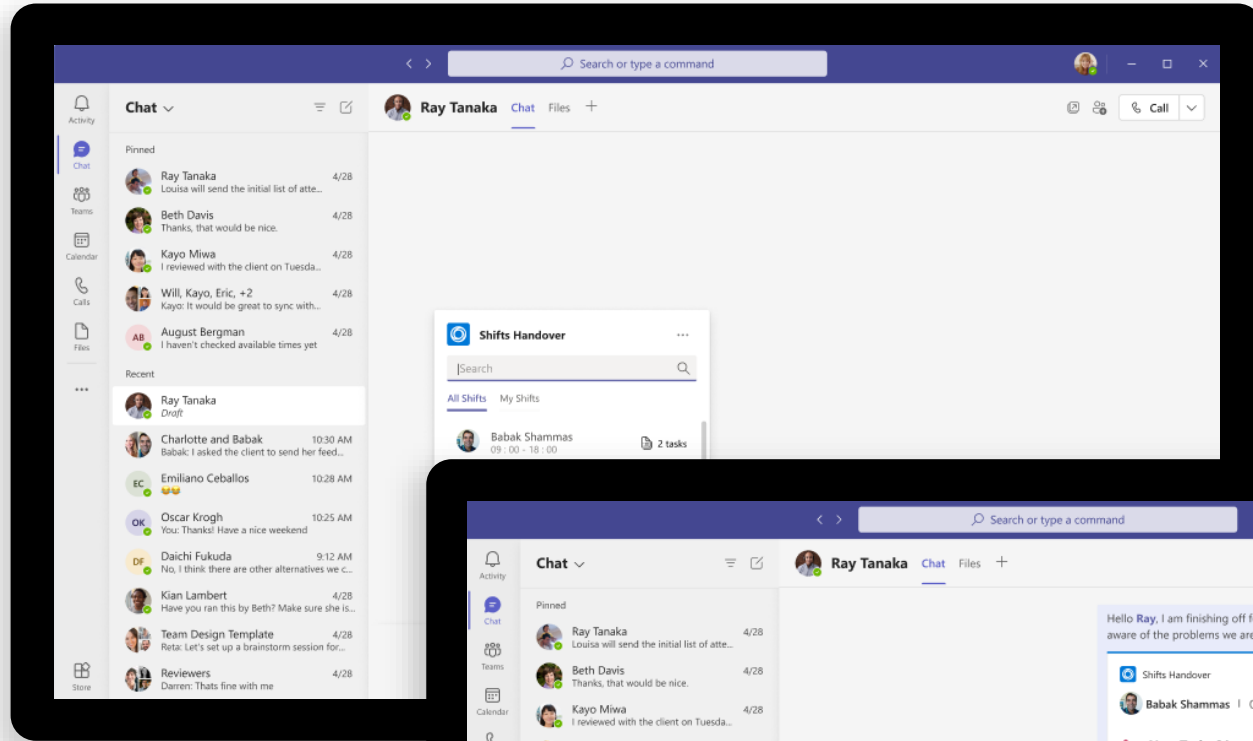 Search or type a command
Activity
Chat
Teams
Calendar
Calls
Files
Store
Chat
Pinned
Ray Tanaka 4/28
Louisa will send the initial list of atte...
Beth Davis 4/28
Thanks, that would be nice.
Kayo Miwa 4/28
I reviewed with the client on Tuesda...
Will, Kayo, Eric, +2 4/28
Kayo: It would be great to sync with...
AB August Bergman 4/28
I haven't checked available times yet
Recent
Ray Tanaka
Draft
Charlotte and Babak 10:30 AM
Babak: I asked the client to send her feed...
EC Emiliano Ceballos 10:28 AM
OK Oscar Krogh 10:25 AM
You: Thanks! Have a nice weekend
DF Daichi Fukuda 9:12 AM
No, I think there are other alternatives we c...
Kian Lambert 4/28
Have you ran this by Beth? Make sure she is...
Team Design Template 4/28
Reta: Let's set up a brainstorm session for...
Reviewers 4/28
Darren: Thats fine with me
Ray Tanaka Chat Files +
Call
Shifts Handover ...
Search
All Shifts My Shifts
Babak Shammas 2 tasks
09 : 00 - 18 : 00
Search or type a command
Activity
Chat
Teams
Calendar
Chat
Pinned
Ray Tanaka 4/28
Louisa will send the initial list of atte...
Beth Davis 4/28
Thanks, that would be nice.
Kayo Miwa 4/28
I reviewed with the client on Tuesda...
Ray Tanaka Chat Files +
Hello Ray, I am finishing off
aware of the problems we are
Shifts Handover
Babak Shammas